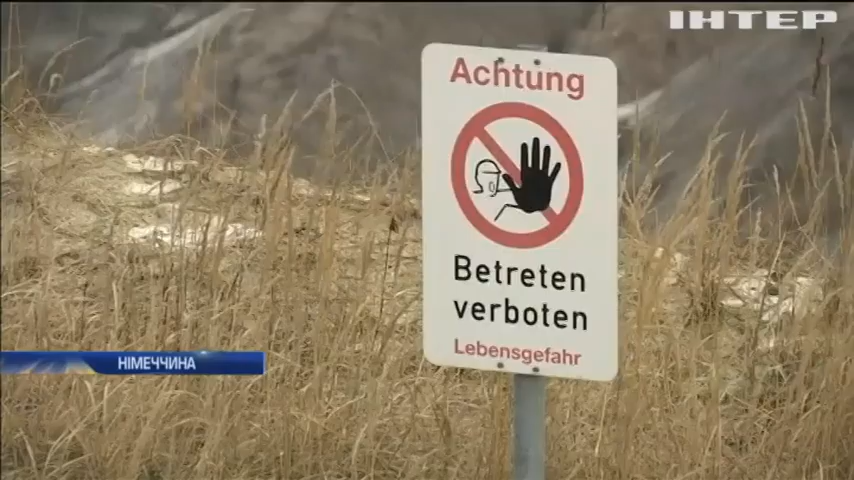 ІНТЕР
Achtung
Betreten
verboten
Lebensgefahr
НІМЕЧЧИНА